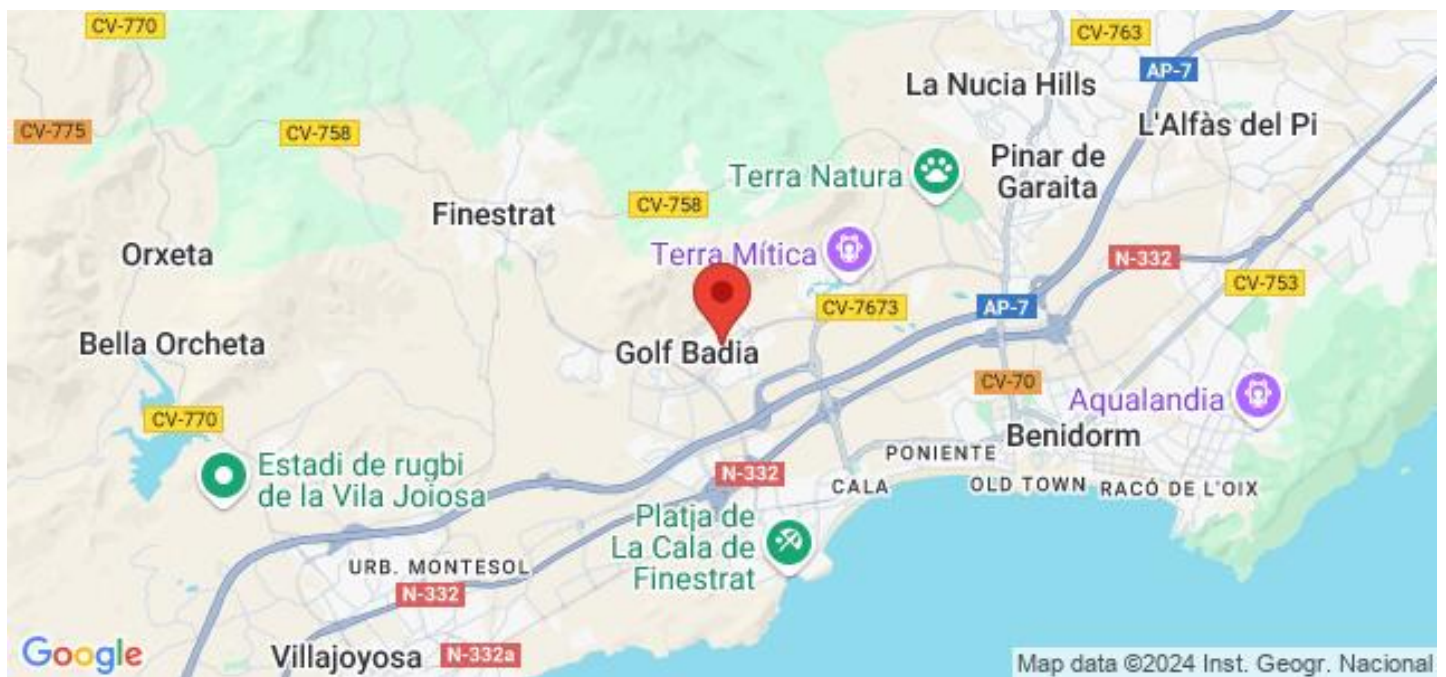 CV-770
CV-763
AP-7
La Nucia Hills
L'Alfàs del Pi
CV-775
CV-758
Pinar de
Garaita
Terra Natura
Finestrat
CV-758
Orxeta
Terra Mítica
N-332
CV-753
CV-7673
AP-7
Bella Orcheta
Golf Badia
CV-70
Aqualandia
CV-770
Benidorm
PONIENTE
Estadi de rugbi
de la Vila Joiosa
N-332
CALA
OLD TOWN
RACÓ DE L'OIX
Platja de
La Cala de
Finestrat
URB. MONTESOL
N-332
Villajoyosa
N-332a
Google
Map data ©2024 Inst. Geogr. Nacional